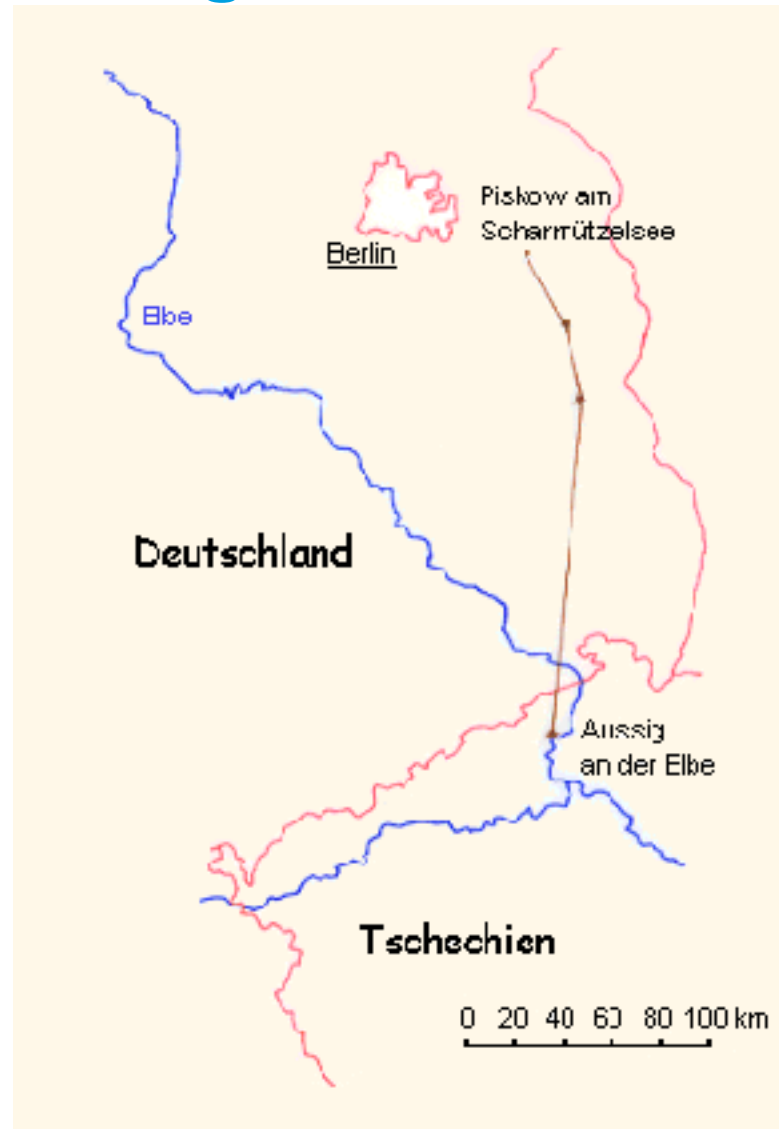 Piskow am
Scharmützelsee
Berlin
Elbe
Deutschland
Aussig
an der Elbe
Tschechien
0 20 40 60 80 100 km